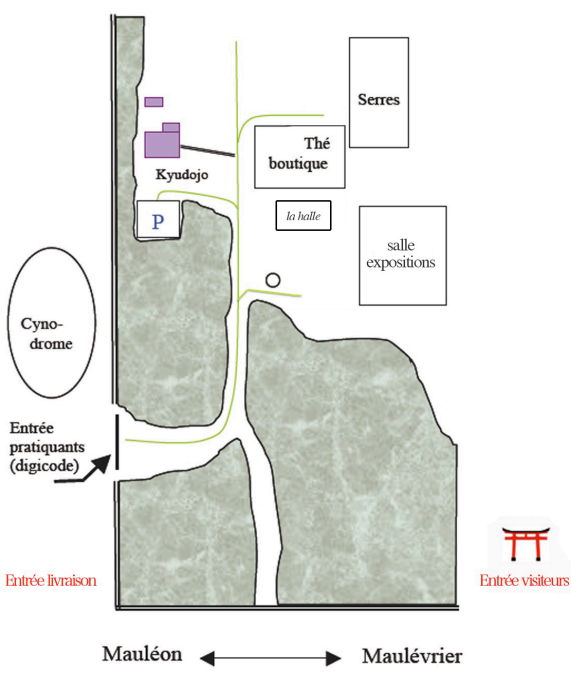 Serres
Thé
boutique
Kyudojo
P
la halle
salle
expositions
Cyno-
drome
Entrée
pratiquants
(digicode)
Entrée livraison
Entrée visiteurs
Mauléon
Maulévrier